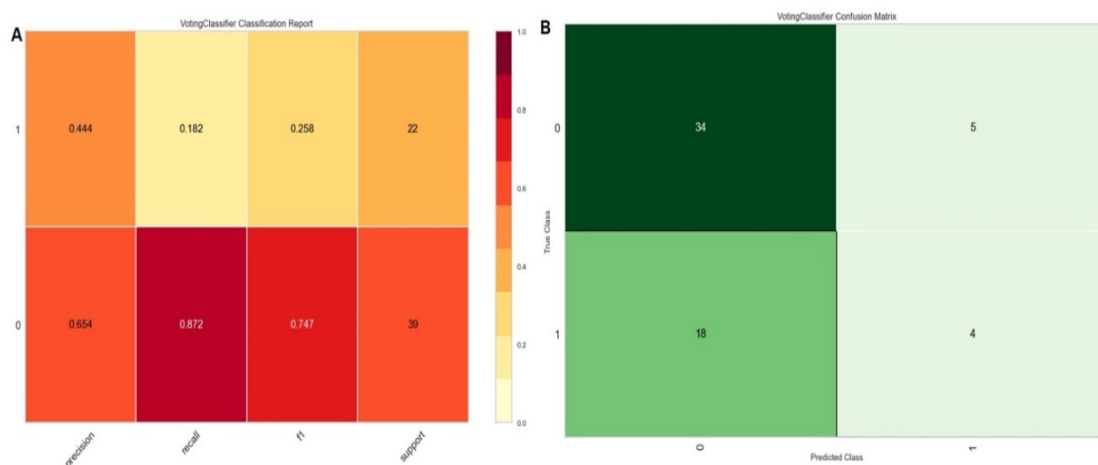 A
VotingClassifier Classification Report
1
0.444
0.182
0.258
22
0
0.654
0.872
0.747
39
precision
recall
f1
support
1.0
0.8
0.6
0.4
0.2
0.0
B
VotingClassifier Confusion Matrix
True Class
0
34
5
1
18
4
0
1
Predicted Class